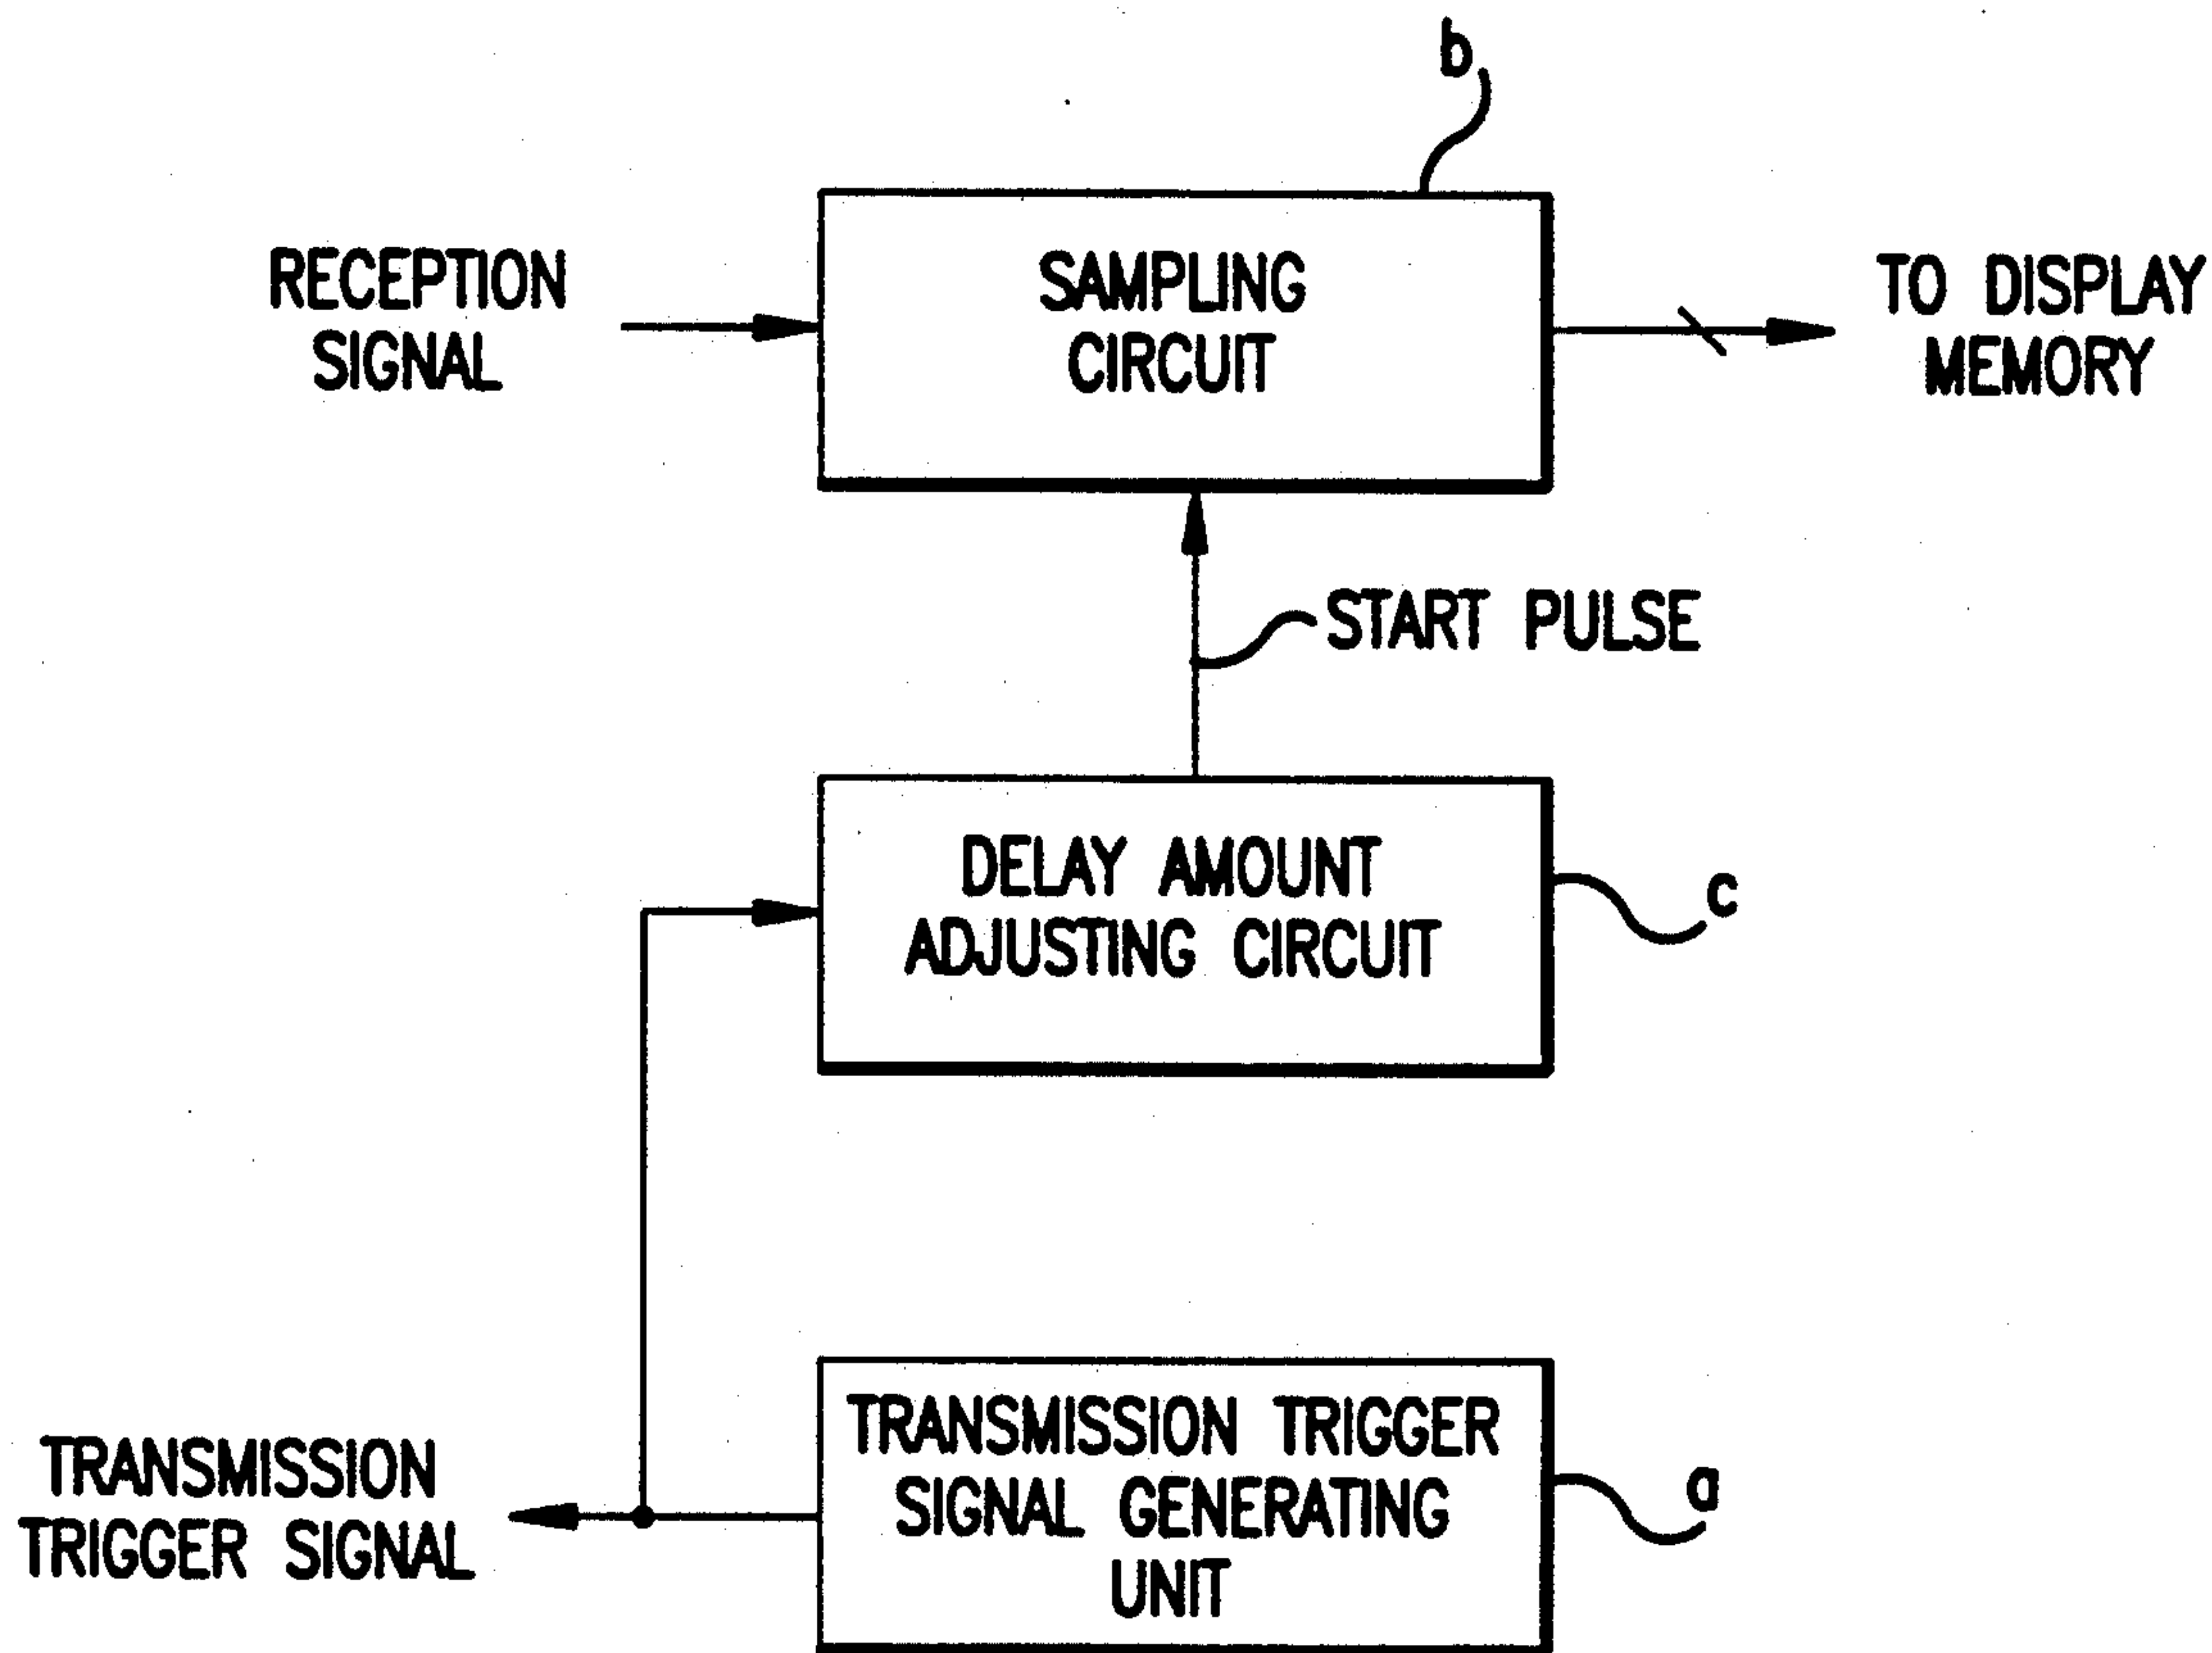 b
RECEPTION
SIGNAL
SAMPLING
CIRCUIT
TO DISPLAY
MEMORY
START PULSE
DELAY AMOUNT
ADJUSTING CIRCUIT
c
TRANSMISSION
TRIGGER SIGNAL
TRANSMISSION TRIGGER
SIGNAL GENERATING
UNIT
a